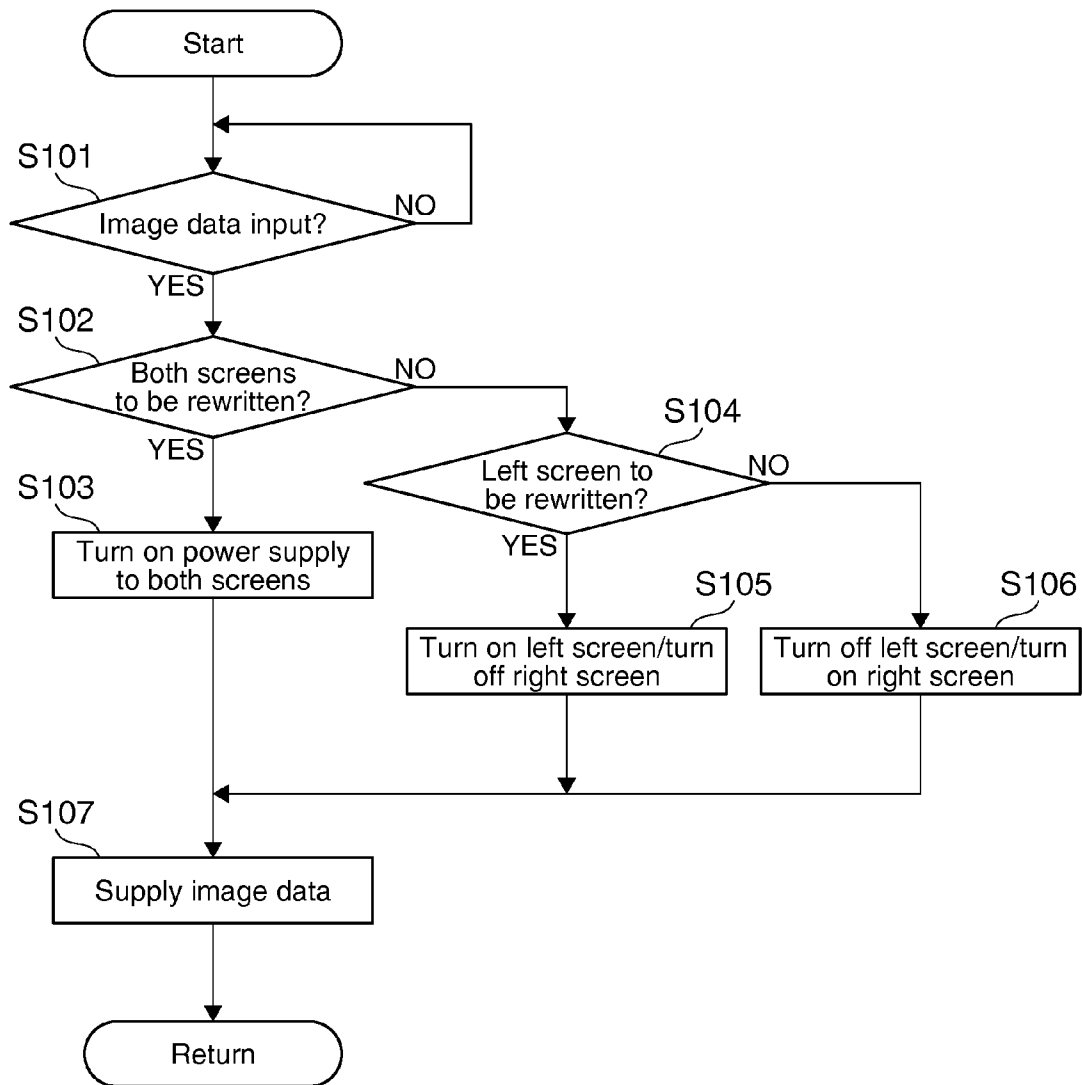 Start
S101
Image data input?
NO
YES
S102
Both screens
to be rewritten?
NO
YES
S104
Left screen to
be rewritten?
NO
YES
S103
Turn on power supply
to both screens
S105
Turn on left screen/turn
off right screen
S106
Turn off left screen/turn
on right screen
S107
Supply image data
Return